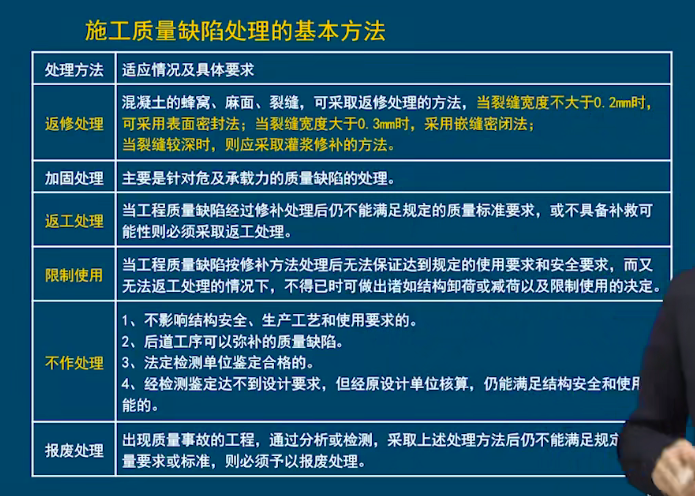 施工质量缺陷处理的基本方法
处理方法
适应情况及具体要求
返修处理
混凝土的蜂窝、麻面、裂缝，可采取返修处理的方法，当裂缝宽度不大于0.2mm时，
可采用表面密封法；当裂缝宽度大于0.3mm时，采用嵌缝密闭法；
当裂缝较深时，则应采取灌浆修补的方法。
加固处理
主要是针对危及承载力的质量缺陷的处理。
返工处理
当工程质量缺陷经过修补处理后仍不能满足规定的质量标准要求，或不具备补救可
能性则必须采取返工处理。
限制使用
当工程质量缺陷按修补方法处理后无法保证达到规定的使用要求和安全要求，而又
无法返工处理的情况下，不得已时可做出诸如结构卸荷或减荷以及限制使用的决定。
不作处理
1、不影响结构安全、生产工艺和使用要求的。
2、后道工序可以弥补的质量缺陷。
3、法定检测单位鉴定合格的。
4、经检测鉴定达不到设计要求，但经原设计单位核算，仍能满足结构安全和使用
能的。
报废处理
出现质量事故的工程，通过分析或检测，采取上述处理方法后仍不能满足规定
量要求或标准，则必须予以报废处理。